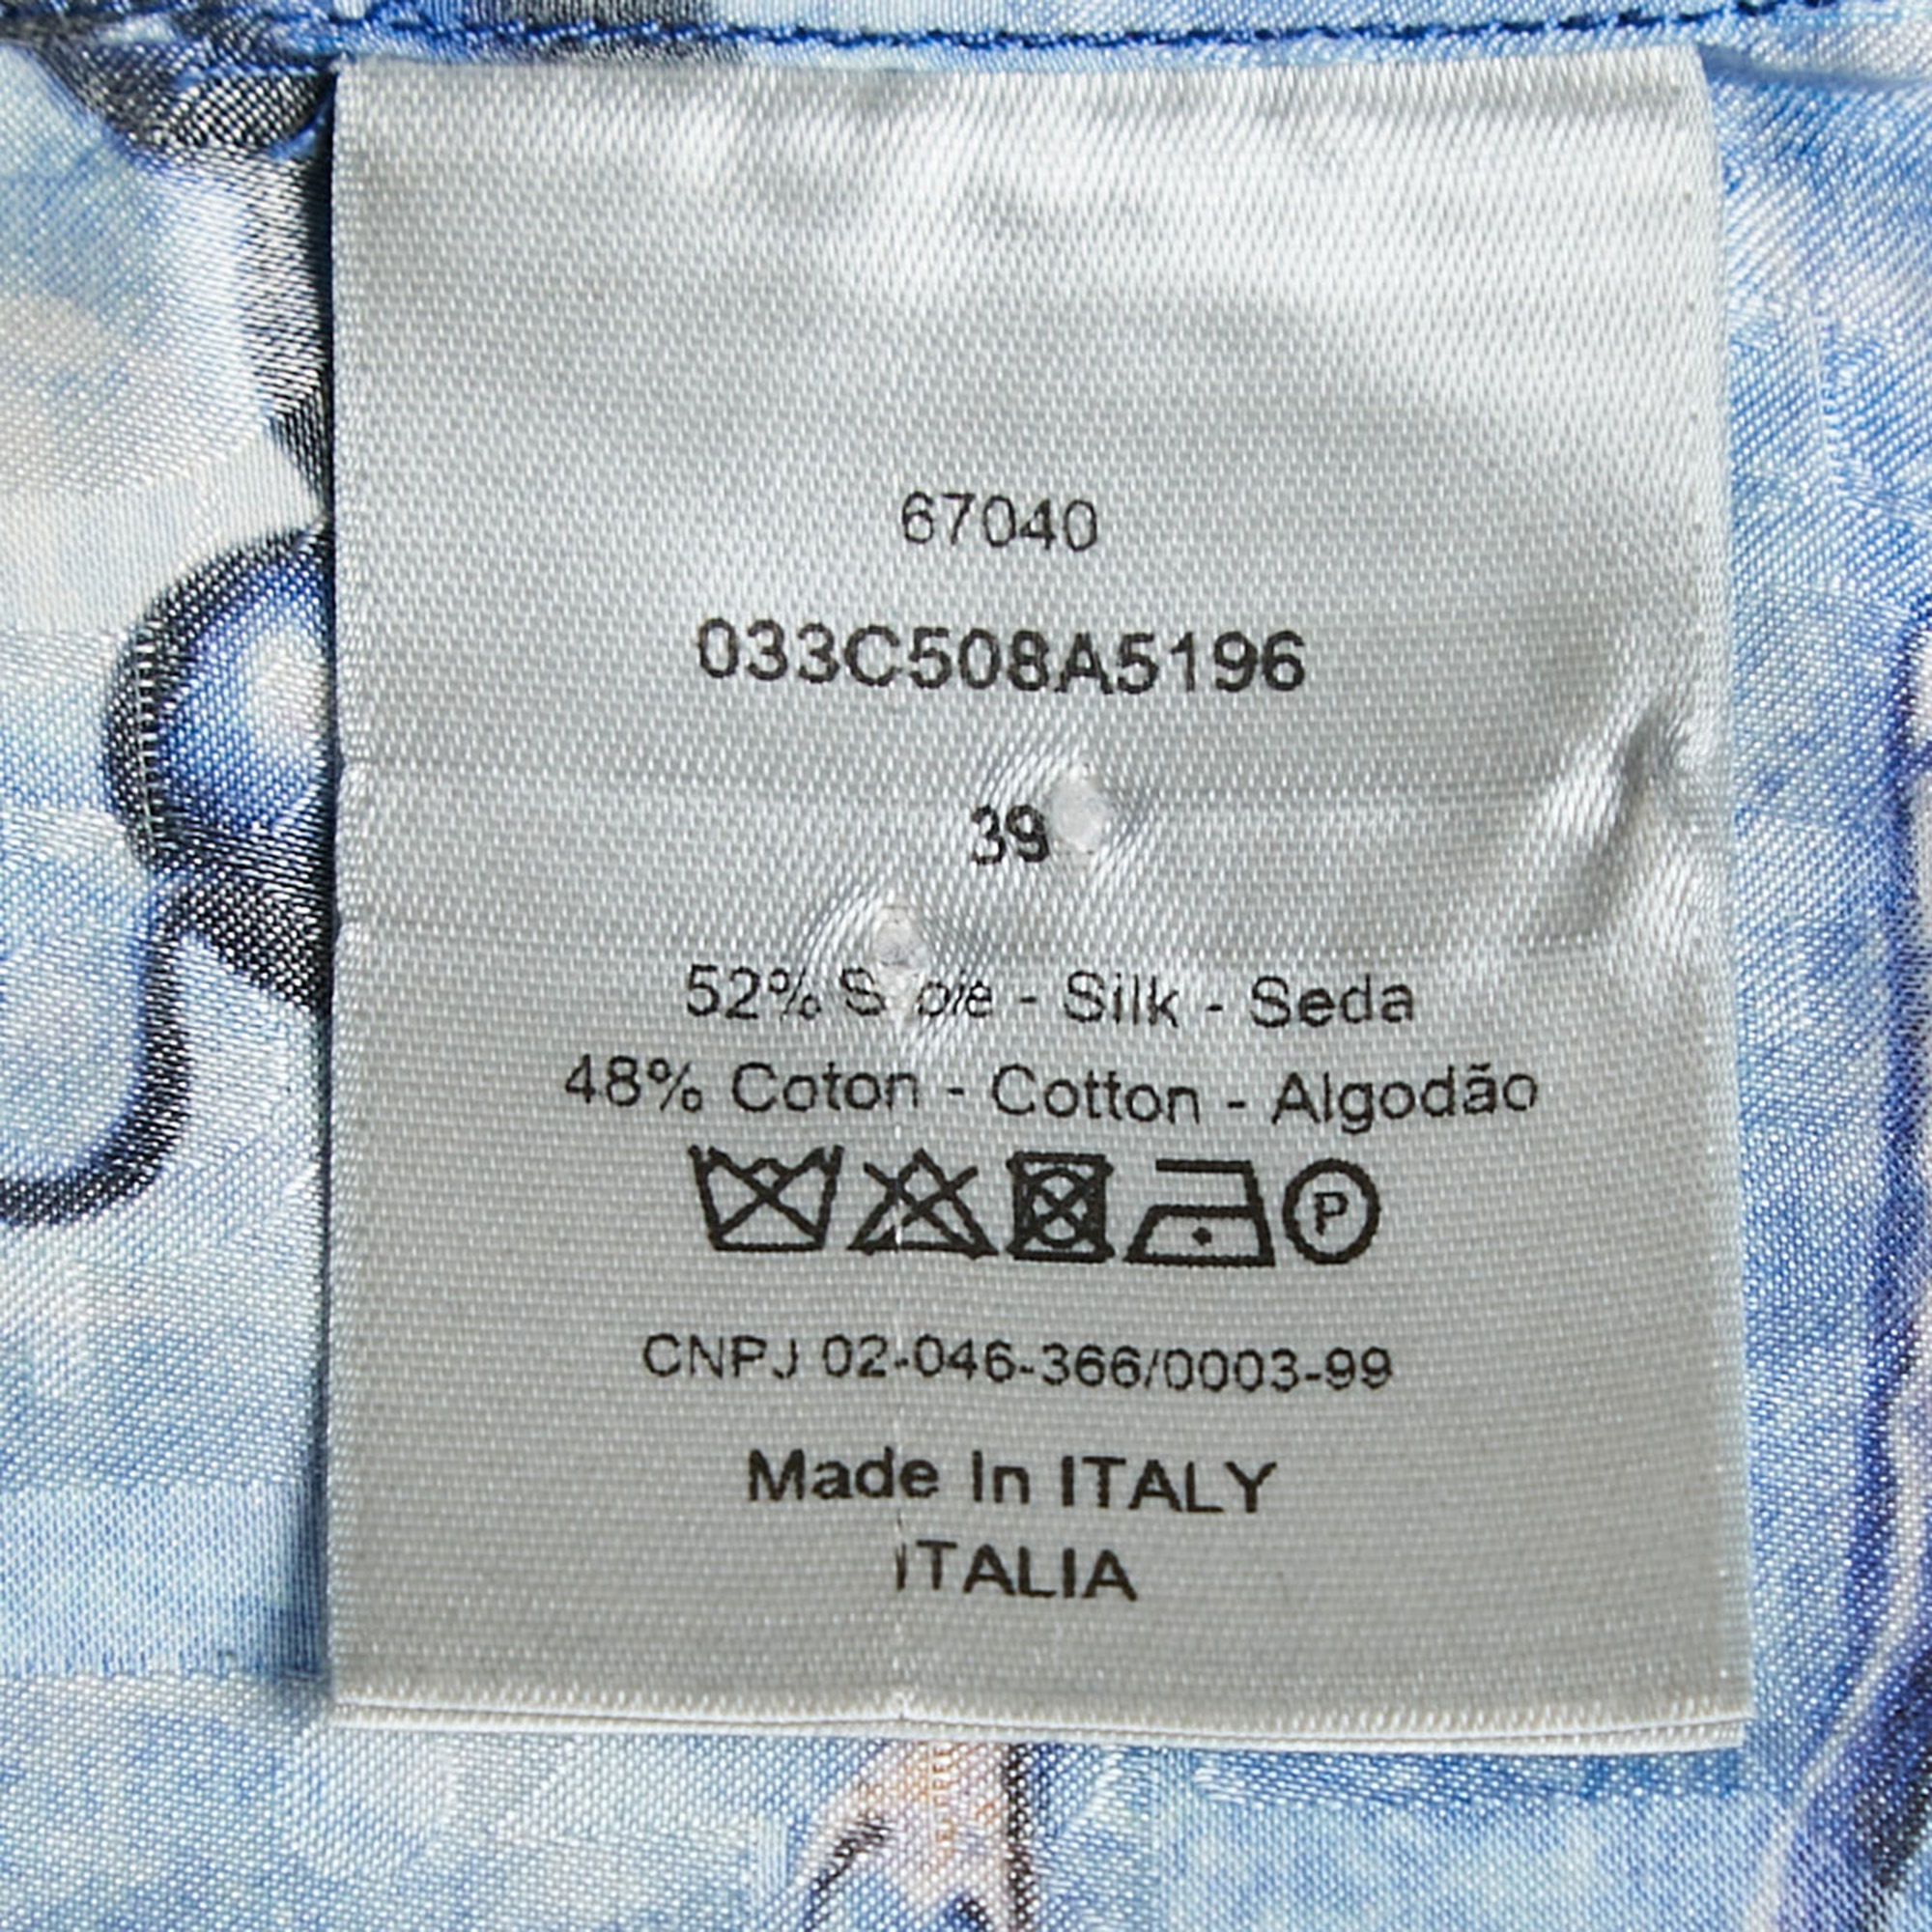 67040
033C508A5196
39
52% Soie - Silk - Seda
48% Coton - Cotton - Algodão
P
CNPJ 02-046-366/0003-99
Made In ITALY
ITALIA